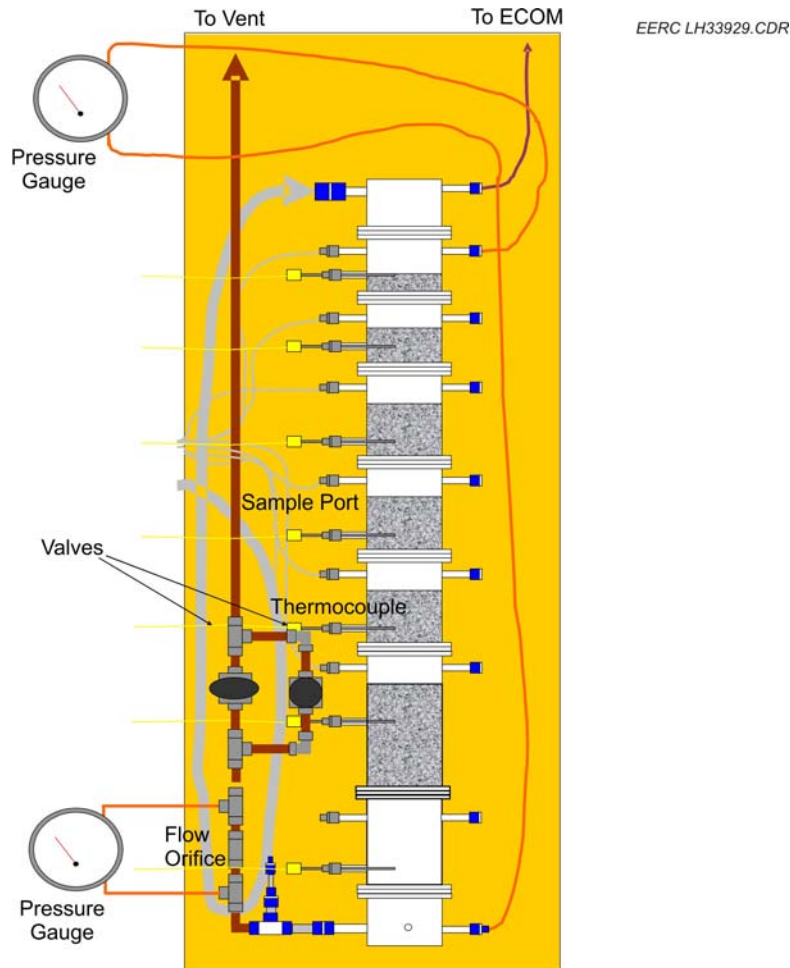 To Vent
To ECOM
EERC LH33929.CDR
Pressure
Gauge
Sample Port
Valves
Thermocouple
Flow
Orifice
Pressure
Gauge